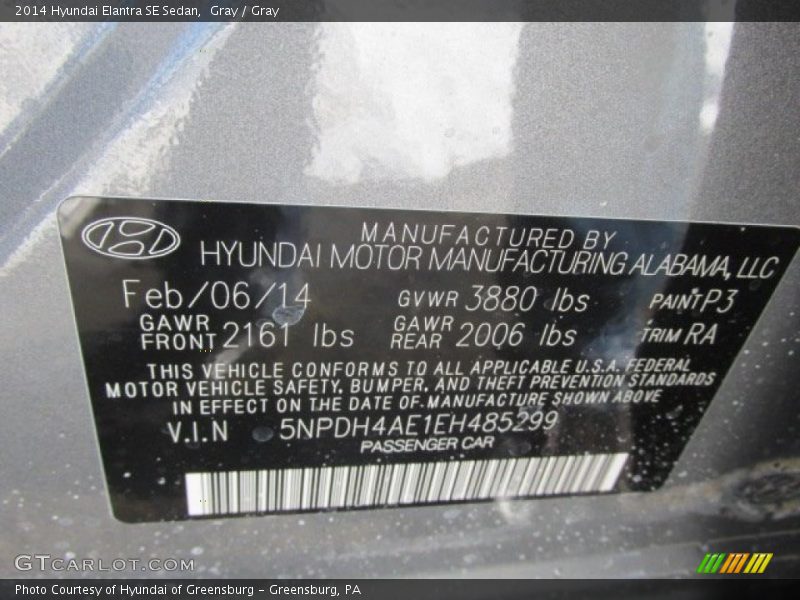 2014 Hyundai Elantra SE Sedan,  Gray / Gray
MANUFACTURED BY
HYUNDAI MOTOR MANUFACTURING ALABAMA, LLC
Feb/06/14 GVWR 3880 lbs PAINT P3
GAWR FRONT 2161 lbs GAWR REAR 2006 lbs TRIM RA
THIS VEHICLE CONFORMS TO ALL APPLICABLE U.S.A. FEDERAL
MOTOR VEHICLE SAFETY, BUMPER, AND THEFT PREVENTION STANDARDS
IN EFFECT ON THE DATE OF MANUFACTURE SHOWN ABOVE
V.I.N 5NPDH4AE1EH485299
PASSENGER CAR
GTCARLOT.COM
Photo Courtesy of Hyundai of Greensburg – Greensburg, PA